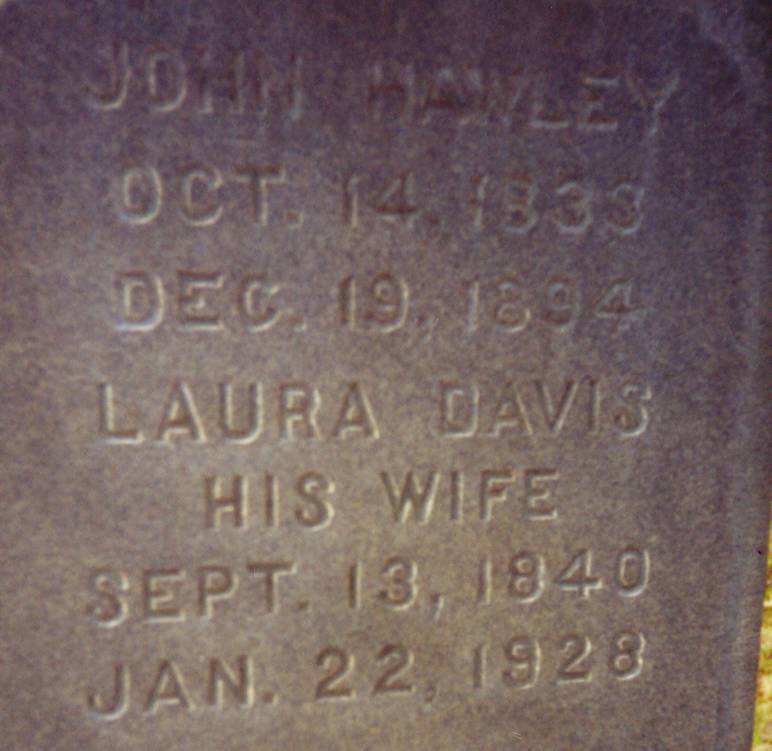 JOHN HAWLEY
OCT. 14, 1833
DEC. 19, 1894
LAURA DAVIS
HIS WIFE
SEPT. 13, 1840
JAN. 22, 1928